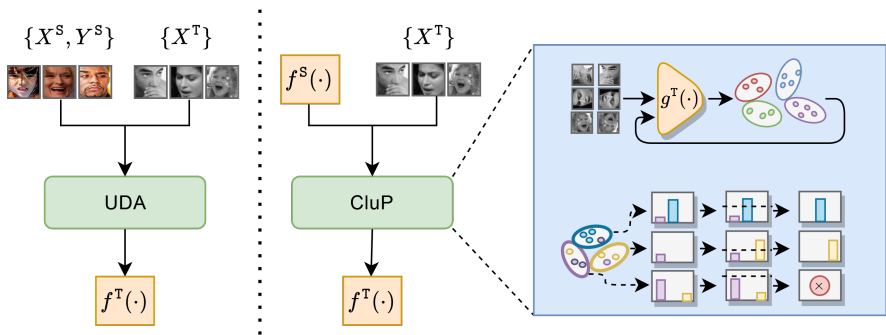 {X^S, Y^S}
{X^T}
UDA
f^T(·)
{X^T}
f^S(·)
CluP
f^T(·)
g^T(·)